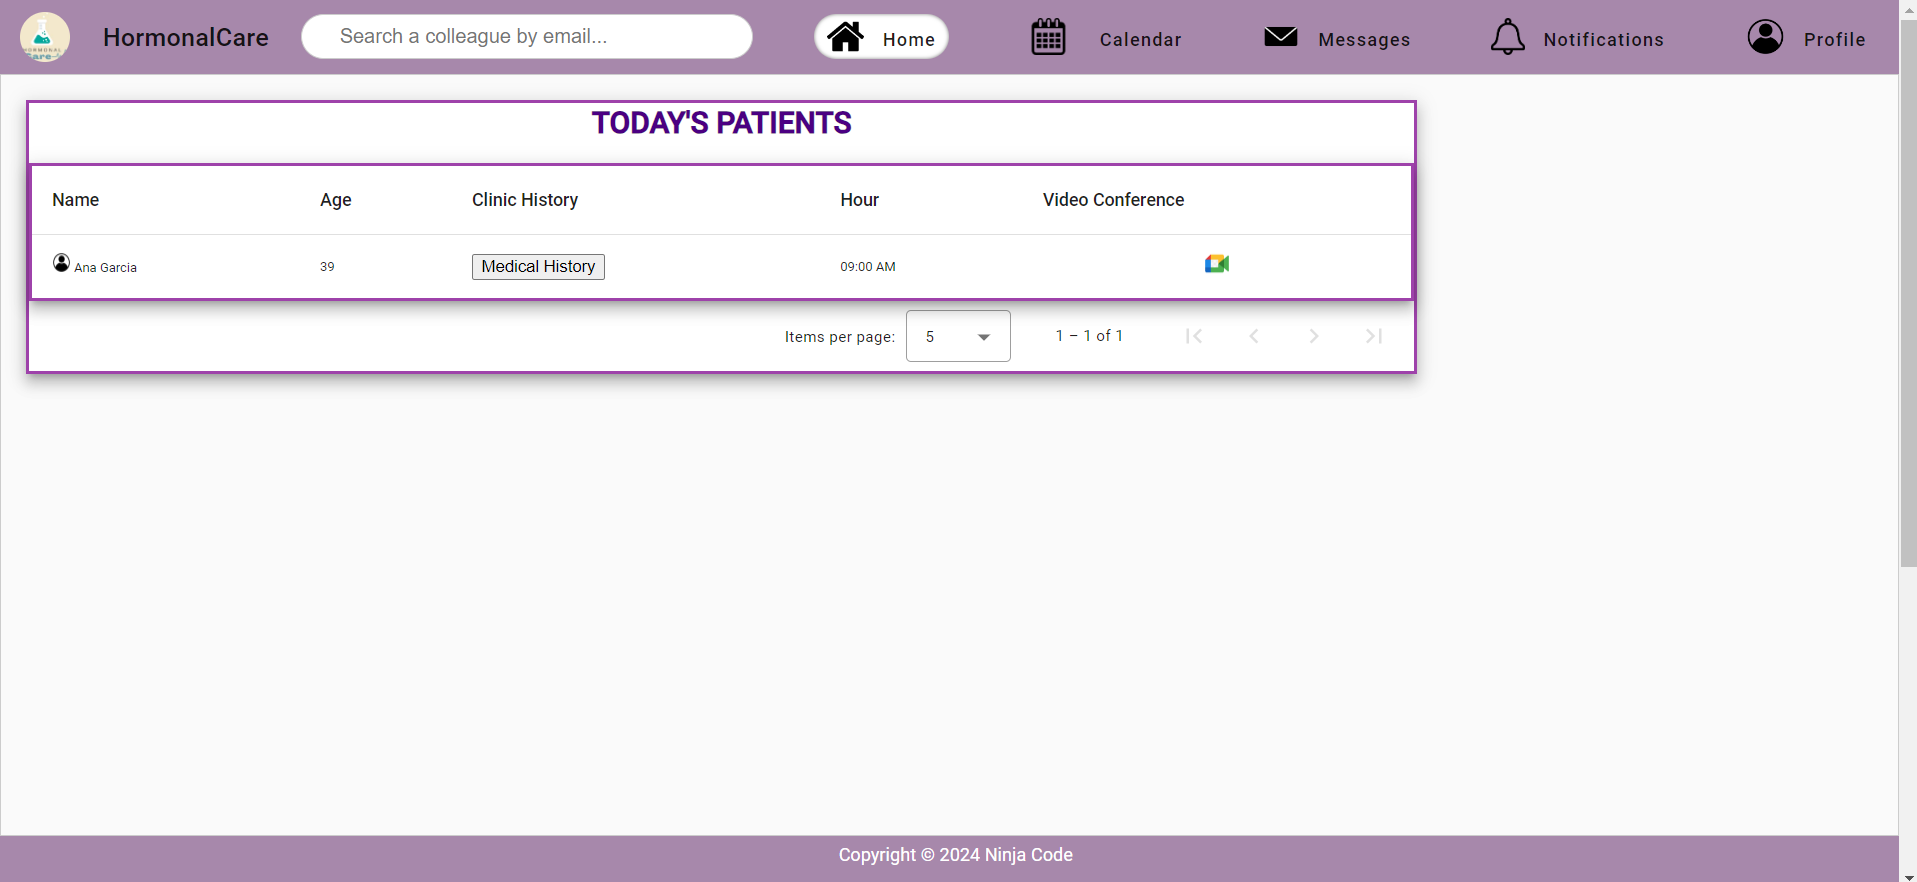 HORMONAL
Care
HormonalCare
Search a colleague by email...
Home
Calendar
Messages
Notifications
Profile
TODAY'S PATIENTS
Name Age Clinic History Hour Video Conference
Ana Garcia 39 Medical History 09:00 AM
Items per page: 5 1 – 1 of 1
Copyright © 2024 Ninja Code